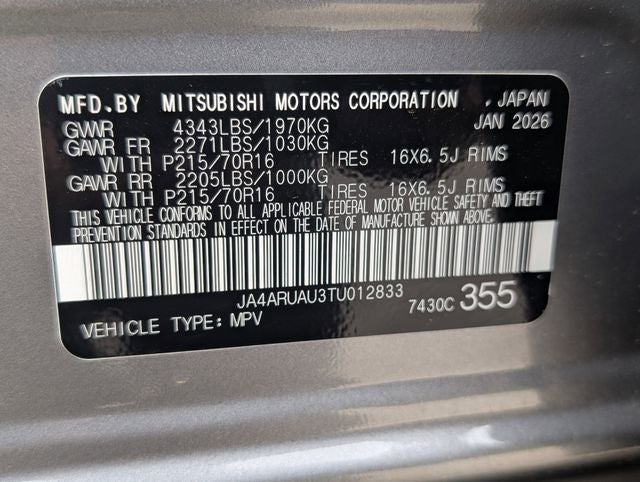 MFD.BY MITSUBISHI MOTORS CORPORATION . JAPAN
GWR 4343LBS/1970KG JAN 2026
GAWR FR 2271LBS/1030KG
WITH P215/70R16 TIRES 16X6.5J RIMS
GAWR RR 2205LBS/1000KG
WITH P215/70R16 TIRES 16X6.5J RIMS
THIS VEHICLE CONFORMS TO ALL APPLICABLE FEDERAL MOTOR VEHICLE SAFETY AND THEFT
PREVENTION STANDARDS IN EFFECT ON THE DATE OF MANUFACTURE SHOWN ABOVE.
JA4ARUAU3TU012833
7430C 355
VEHICLE TYPE: MPV